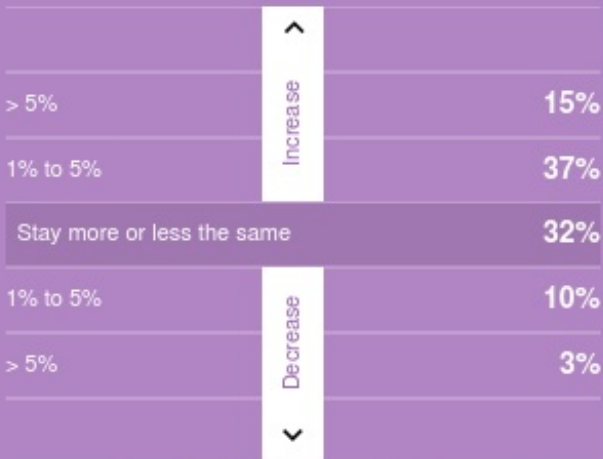 > 5% 15%
Increase
1% to 5% 37%
Stay more or less the same 32%
1% to 5% 10%
Decrease
> 5% 3%